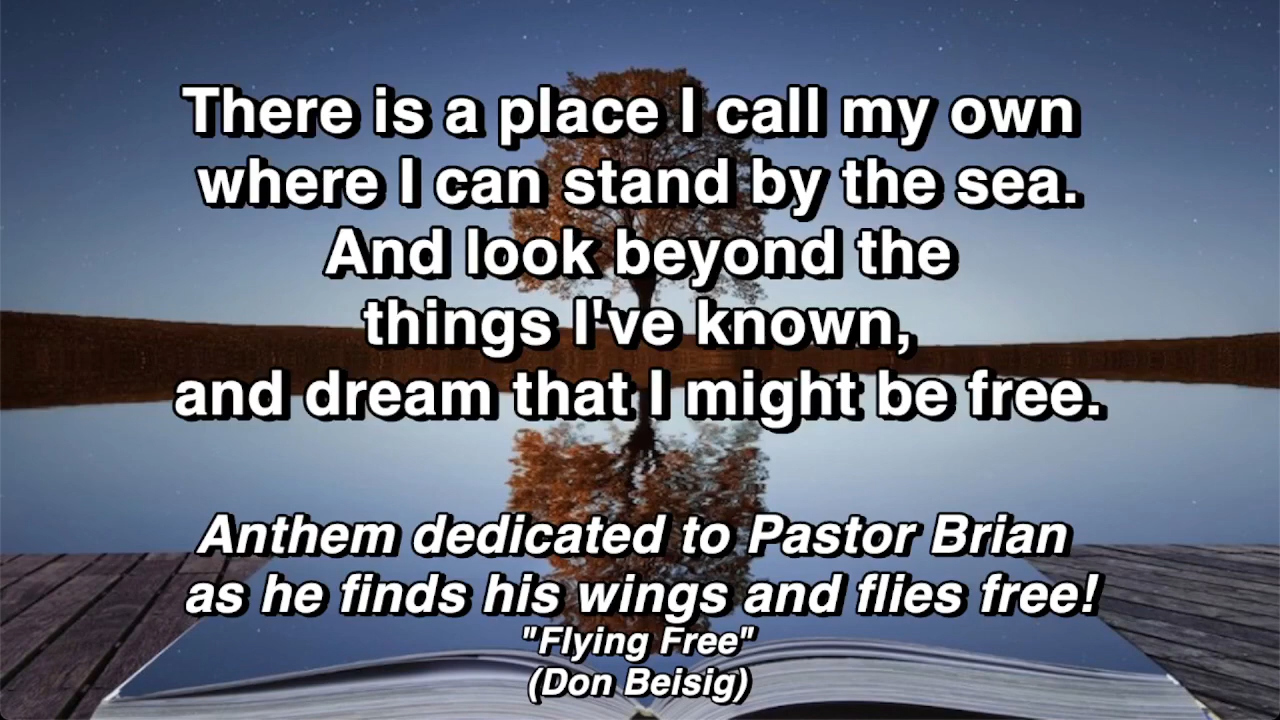 There is a place I call my own
where I can stand by the sea.
And look beyond the
things I've known,
and dream that I might be free.
Anthem dedicated to Pastor Brian
as he finds his wings and flies free!
"Flying Free"
(Don Beisig)